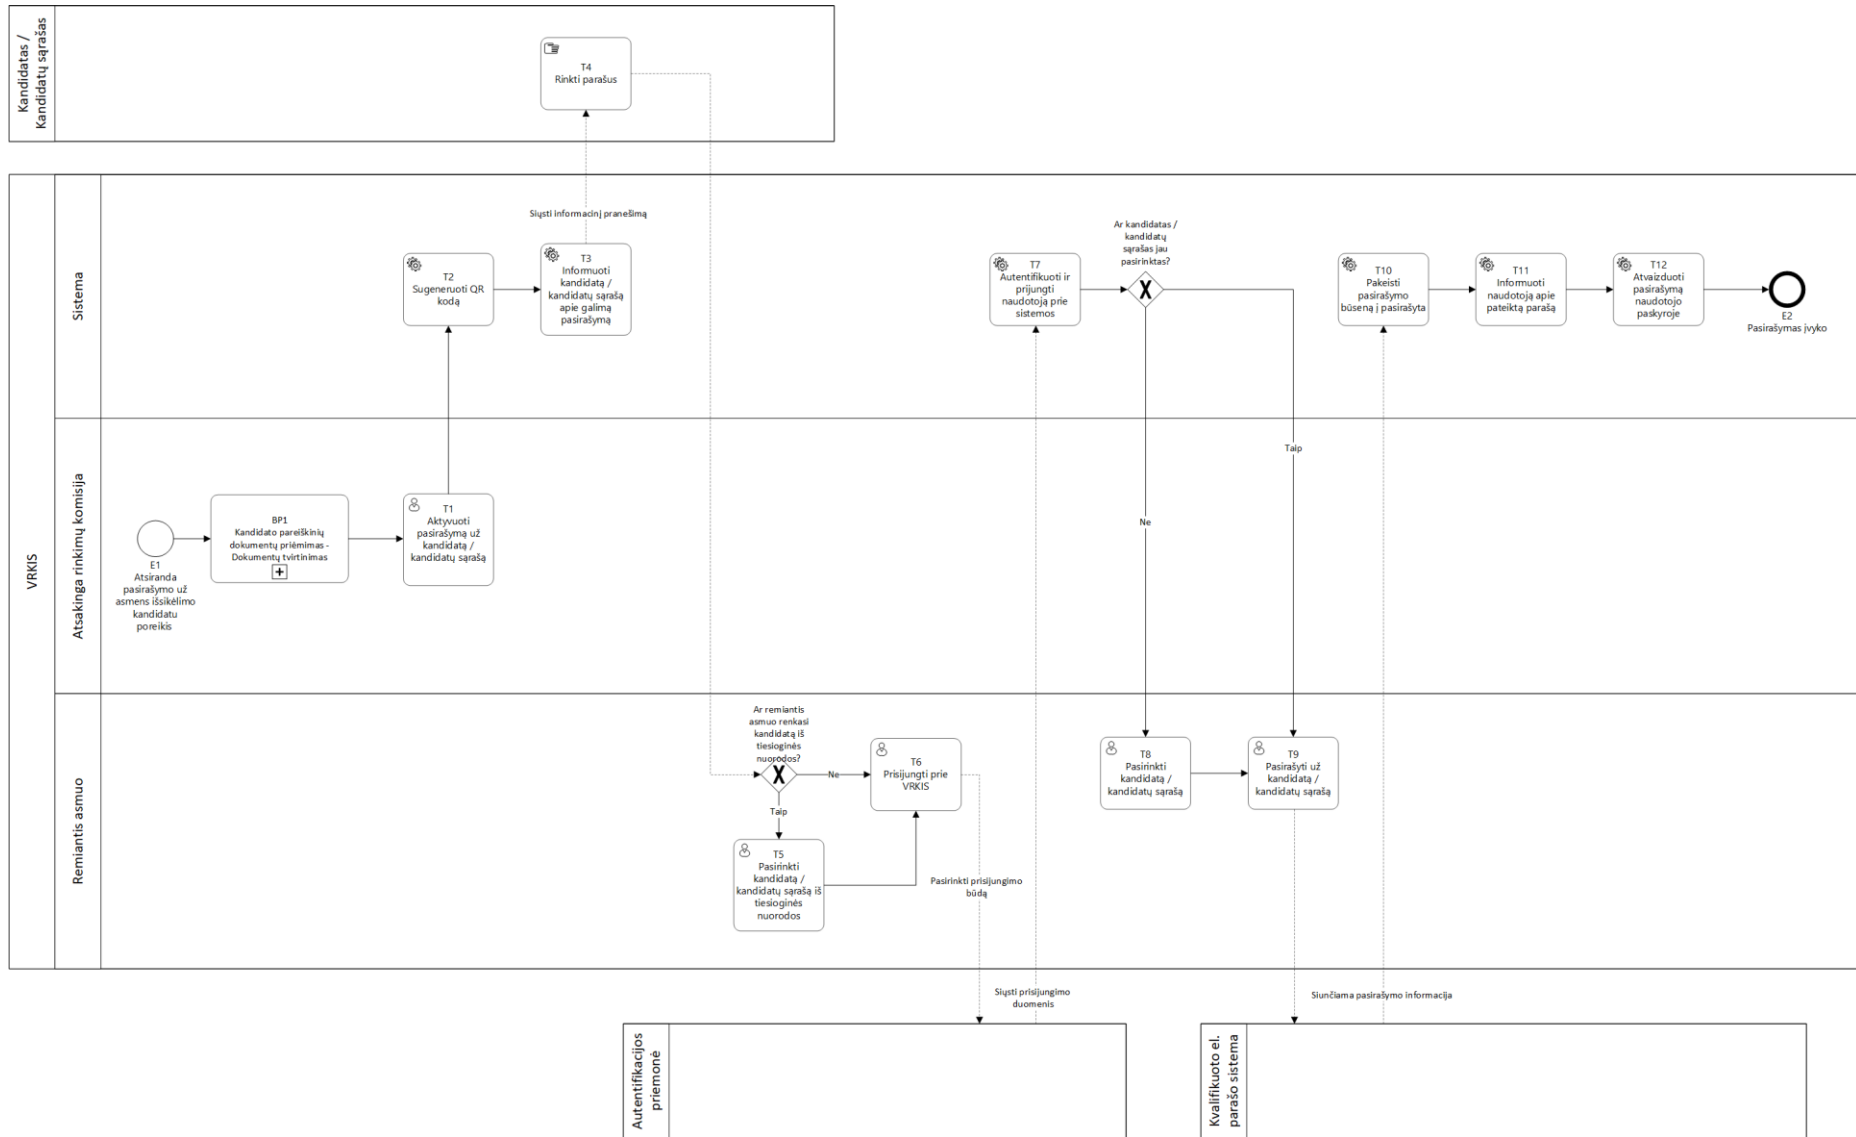 Kandidatas /
Kandidatų sąrašas
T4
Rinkti parašus
VRKIS
Sistema
Siųsti informacinį pranešimą
T2
Sugeneruoti QR
kodą
T3
Informuoti
kandidatą /
kandidatų sąrašą
apie galimą
pasirašymą
T7
Autentifikuoti ir
prijungti
naudotoją prie
sistemos
Ar kandidatas /
kandidatų
sąrašas jau
pasirinktas?
T10
Pakeisti
pasirašymo
būseną į pasirašyta
T11
Informuoti
naudotoją apie
pateiktą parašą
T12
Atvaizduoti
pasirašymą
naudotojo
paskyroje
E2
Pasirašymas įvyko
Atsakinga rinkimų komisija
E1
Atsiranda
pasirašymo už
asmens išsikėlimo
kandidatu
poreikis
BP1
Kandidato pareiškinių
dokumentų priėmimas -
Dokumentų tvirtinimas
T1
Aktyvuoti
pasirašymą už
kandidatą /
kandidatų sąrašą
Taip
Ne
Remiantis asmuo
Ar remiantis
asmuo renkasi
kandidatą iš
tiesioginės
nuorodos?
Ne
Taip
T6
Prisijungti prie
VRKIS
T5
Pasirinkti
kandidatą /
kandidatų sąrašą iš
tiesioginės
nuorodos
Pasirinkti prisijungimo
būdą
T8
Pasirinkti
kandidatą /
kandidatų sąrašą
T9
Pasirašyti už
kandidatą /
kandidatų sąrašą
Siųsti prisijungimo
duomenis
Siunčiama pasirašymo informacija
Autentifikacijos
priemonė
Kvalifikuoto el.
parašo sistema